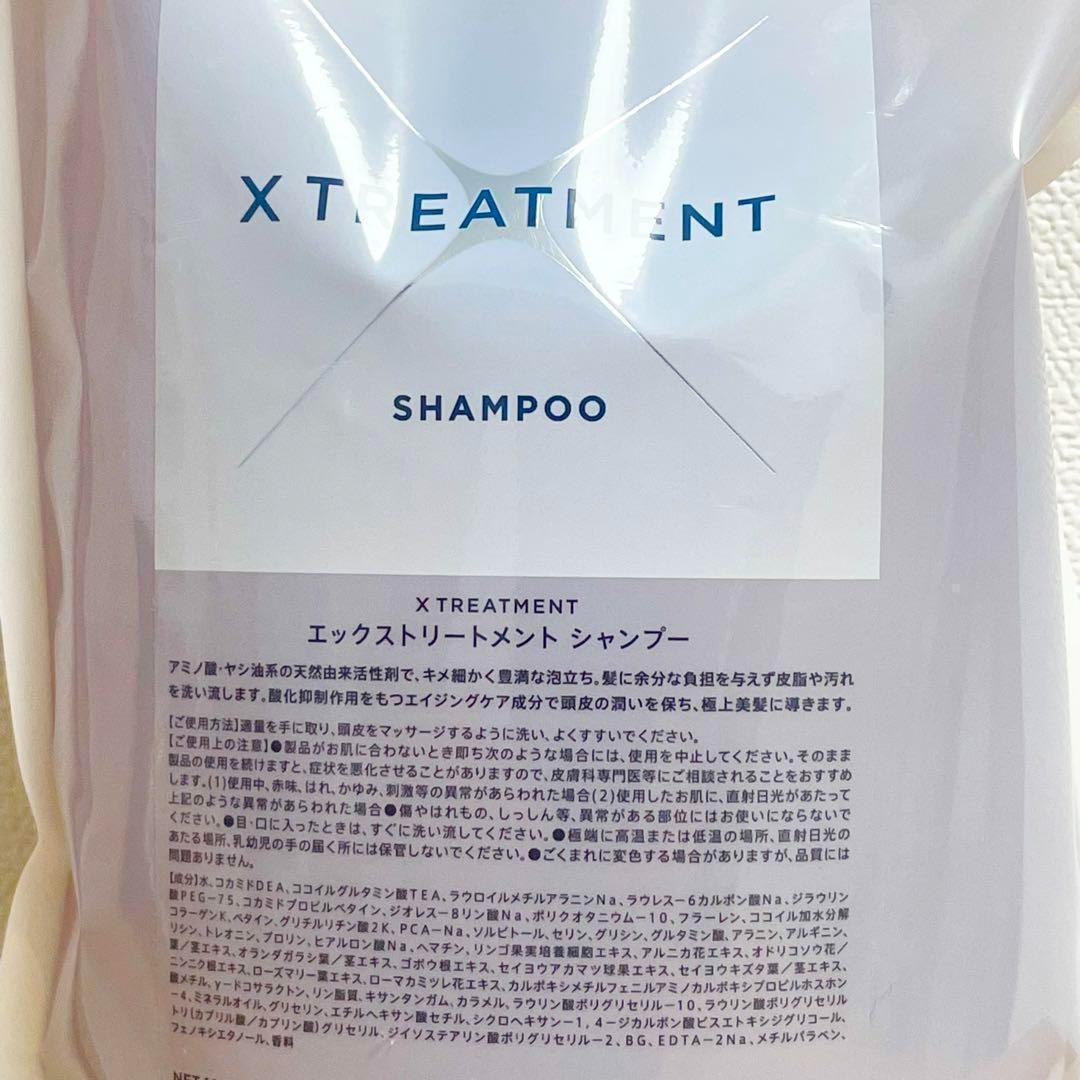 X TREATMENT
SHAMPOO
X TREATMENT
エックストリートメント シャンプー
アミノ酸・ヤシ油系の天然由来活性剤で、キメ細かく豊満な泡立ち。髪に余分な負担を与えず皮脂や汚れ
を洗い流します。酸化抑制作用をもつエイジングケア成分で頭皮の潤いを保ち、極上美髪に導きます。
【ご使用方法】適量を手に取り、頭皮をマッサージするように洗い、よくすすいでください。
【ご使用上の注意】●製品がお肌に合わないとき即ち次のような場合には、使用を中止してください。そのまま
製品の使用を続けますと、症状を悪化させることがありますので、皮膚科専門医等にご相談されることをおすすめ
します。(1)使用中、赤味、はれ、かゆみ、刺激等の異常があらわれた場合(2)使用したお肌に、直射日光があたって
上記のような異常があらわれた場合●傷やはれもの、しっしん等、異常がある部位にはお使いにならないで
ください。●目・口に入ったときは、すぐに洗い流してください。●極端に高温または低温の場所、直射日光の
あたる場所、乳幼児の手の届く所には保管しないでください。●ごくまれに変色する場合がありますが、品質には
問題ありません。
【成分】水、コカミドDEA、ココイルグルタミン酸TEA、ラウロイルメチルアラニンNa、ラウレス-6カルボン酸Na、ジラウリン
酸PEG-75、コカミドプロピルベタイン、ジオレス-8リン酸Na、ポリクオタニウム-10、フラーレン、ココイル加水分解
コラーゲンK、ベタイン、グリチルリチン酸2K、PCA-Na、ソルビトール、セリン、グリシン、グルタミン酸、アラニン、アルギニン、
リシン、トレオニン、プロリン、ヒアルロン酸Na、ヘマチン、リンゴ果実培養細胞エキス、アルニカ花エキス、オドリコソウ花/
葉/茎エキス、オランダガラシ葉/茎エキス、ゴボウ根エキス、セイヨウアカマツ球果エキス、セイヨウキズタ葉/茎エキス、
ニンニク根エキス、ローズマリー葉エキス、ローマカミツレ花エキス、カルボキシメチルフェニルアミノカルボキシプロピルホスホン
酸メチル、γ-ドコサラクトン、リン脂質、キサンタンガム、カラメル、ラウリン酸ポリグリセリル-10、ラウリン酸ポリグリセリル
-4、ミネラルオイル、グリセリン、エチルヘキサン酸セチル、シクロヘキサン-1,4-ジカルボン酸ビスエトキシジグリコール、
トリ(カプリル酸/カプリン酸)グリセリル、ジイソステアリン酸ポリグリセリル-2、BG、EDTA-2Na、メチルパラベン、
フェノキシエタノール、香料